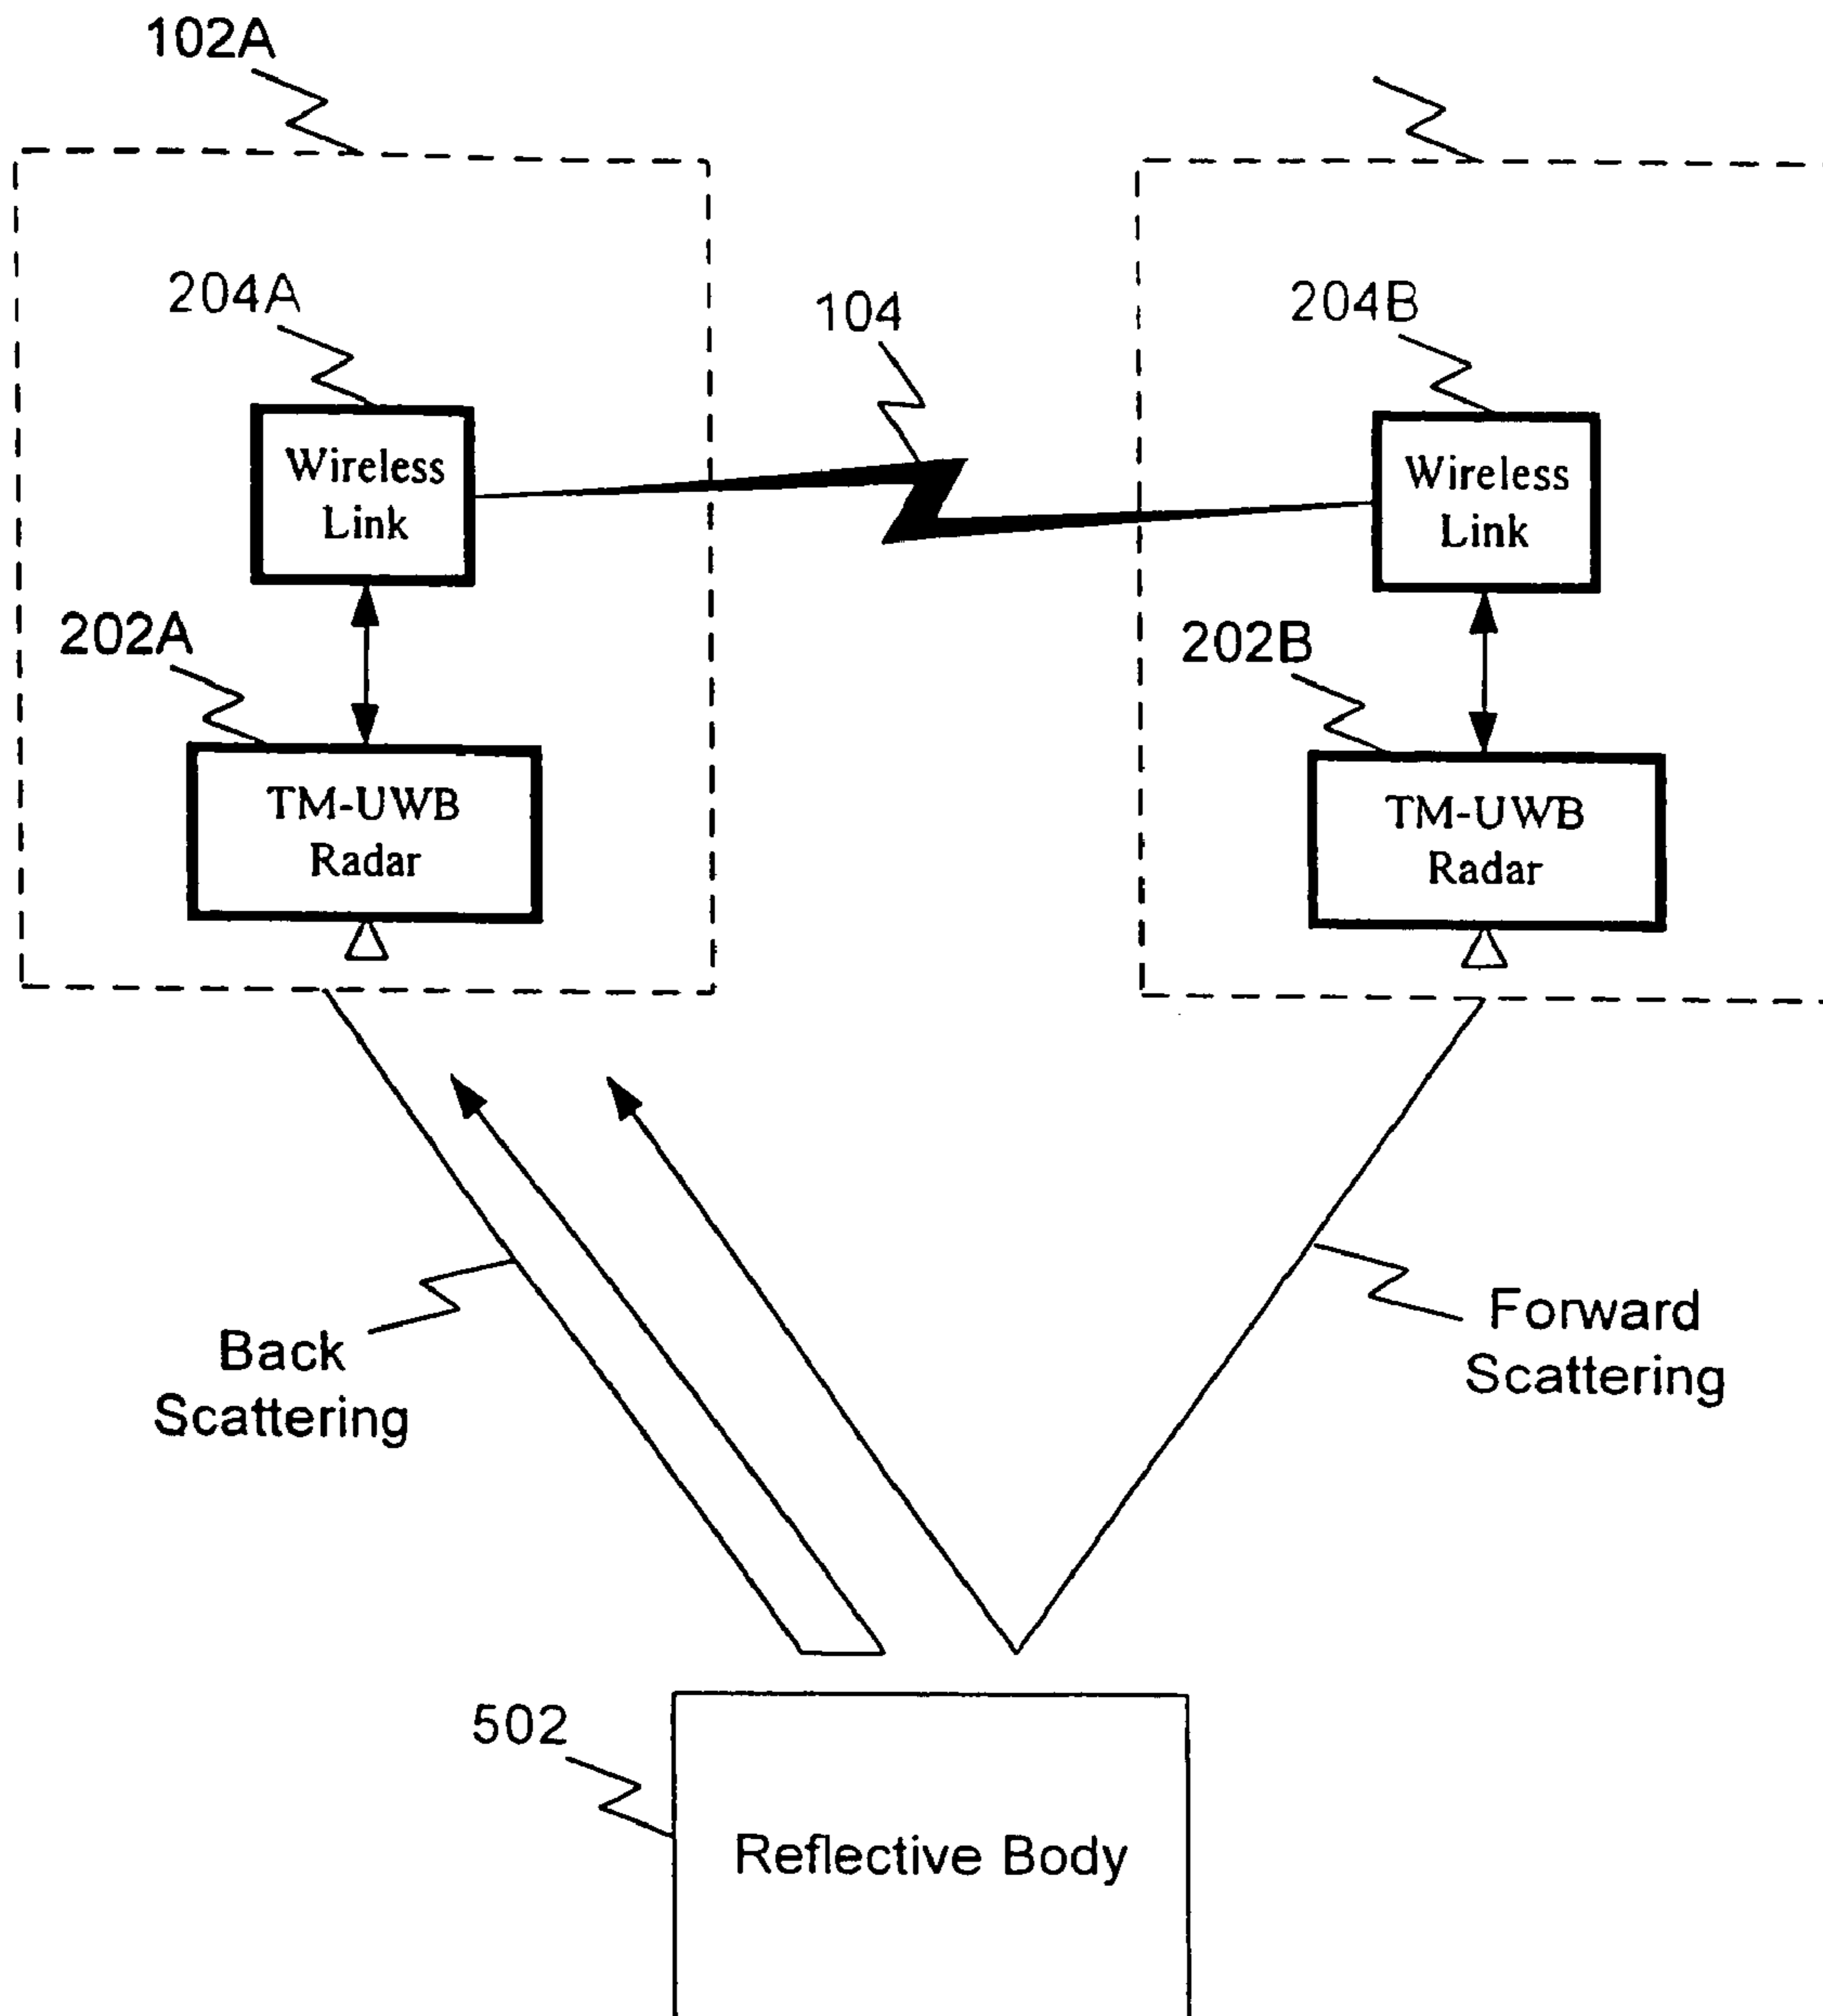 102A
204A
104
204B
Wireless
Link
Wireless
Link
202A
202B
TM-UWB
Radar
TM-UWB
Radar
Back
Scattering
Forward
Scattering
502
Reflective Body